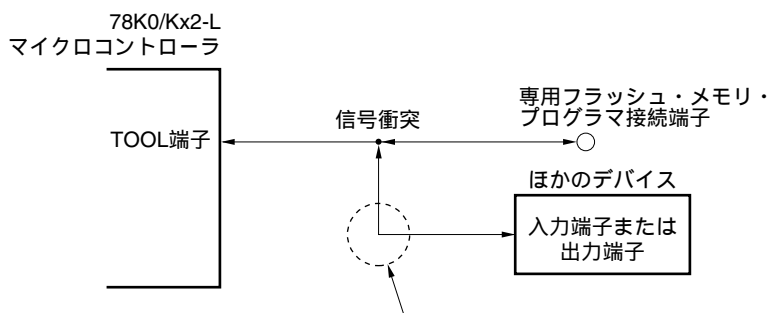 78K0/Kx2-L
マイクロコントローラ
TOOL端子
信号衝突
専用フラッシュ・メモリ・
プログラマ接続端子
ほかのデバイス
入力端子または
出力端子